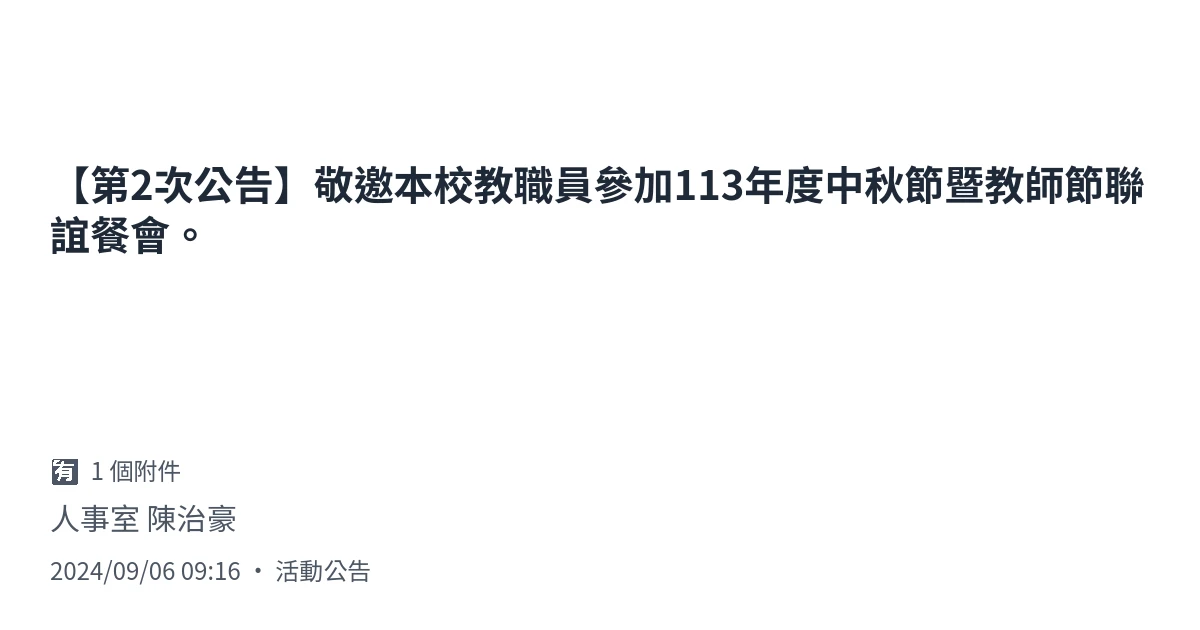 【第2次公告】敬邀本校教職員參加113年度中秋節暨教師節聯
誼餐會。
有 1 個附件
人事室 陳治豪
2024/09/06 09:16 • 活動公告